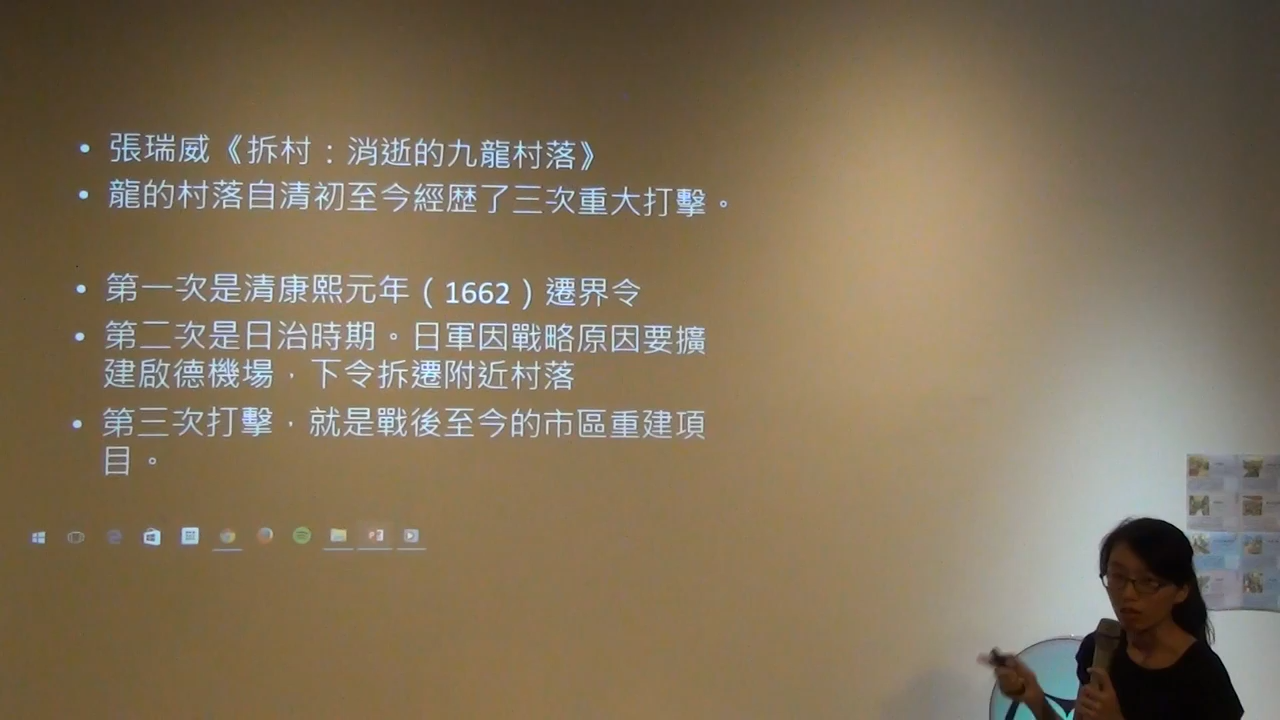 • 張瑞威《拆村：消逝的九龍村落》
• 龍的村落自清初至今經歷了三次重大打擊。
• 第一次是清康熙元年（1662）遷界令
• 第二次是日治時期。日軍因戰略原因要擴
建啟德機場，下令拆遷附近村落
• 第三次打擊，就是戰後至今的市區重建項
目。